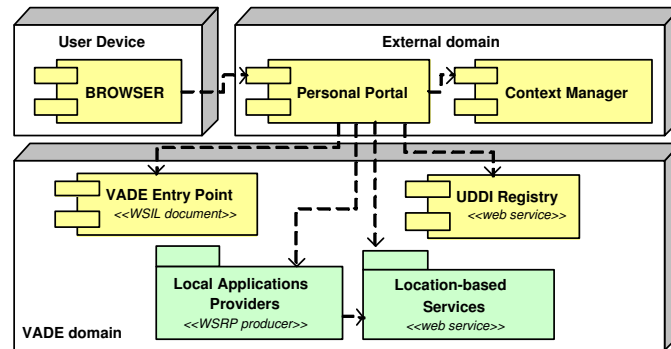 User Device
External domain
BROWSER
Personal Portal
Context Manager
VADE Entry Point
<<WSIL document>>
UDDI Registry
<<web service>>
Local Applications
Providers
<<WSRP producer>>
Location-based
Services
<<web service>>
VADE domain